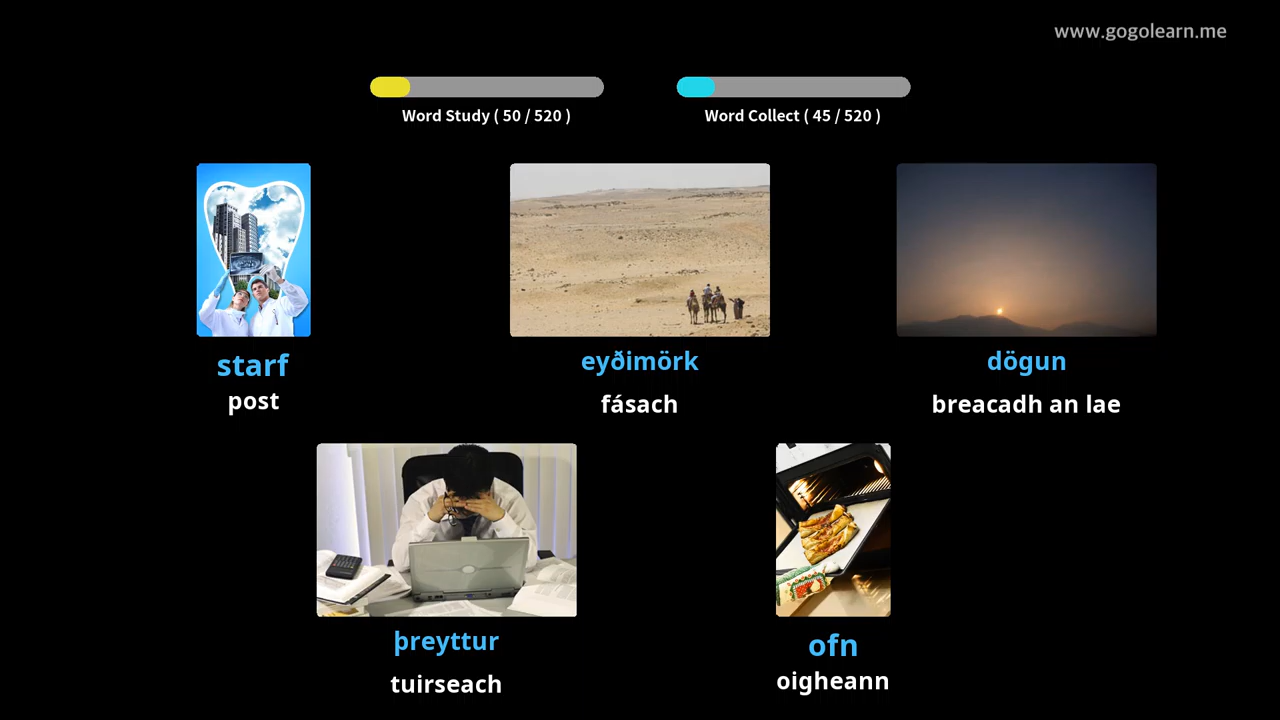 www.gogolearn.me
Word Study ( 50 / 520 )
Word Collect ( 45 / 520 )
starf
post
eyðimörk
fásach
dögun
breacadh an lae
þreyttur
tuirseach
ofn
oigheann